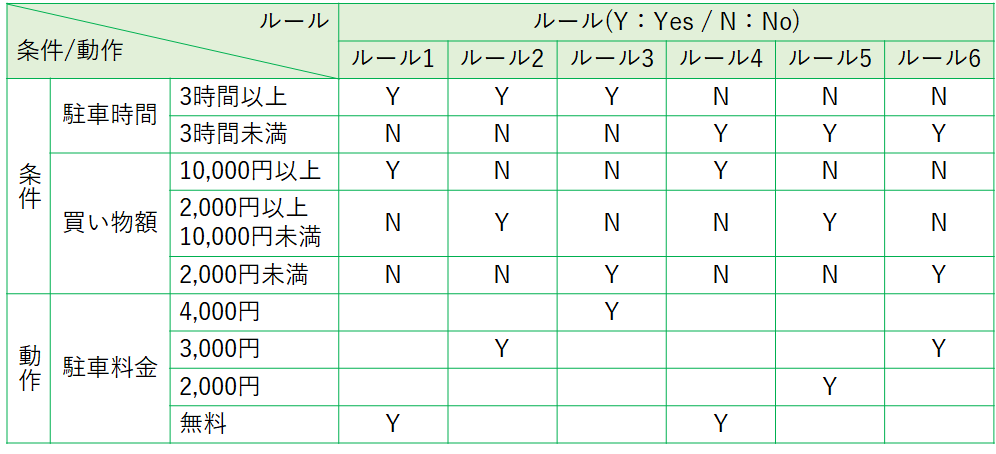 ルール
条件/動作
ルール(Y：Yes / N：No)
ルール1 ルール2 ルール3 ルール4 ルール5 ルール6
条件
駐車時間
3時間以上 Y Y Y N N N
3時間未満 N N N Y Y Y
買い物額
10,000円以上 Y N N Y N N
2,000円以上
10,000円未満 N Y N N Y N
2,000円未満 N N Y N N Y
動作
駐車料金
4,000円 Y
3,000円 Y Y
2,000円 Y
無料 Y Y